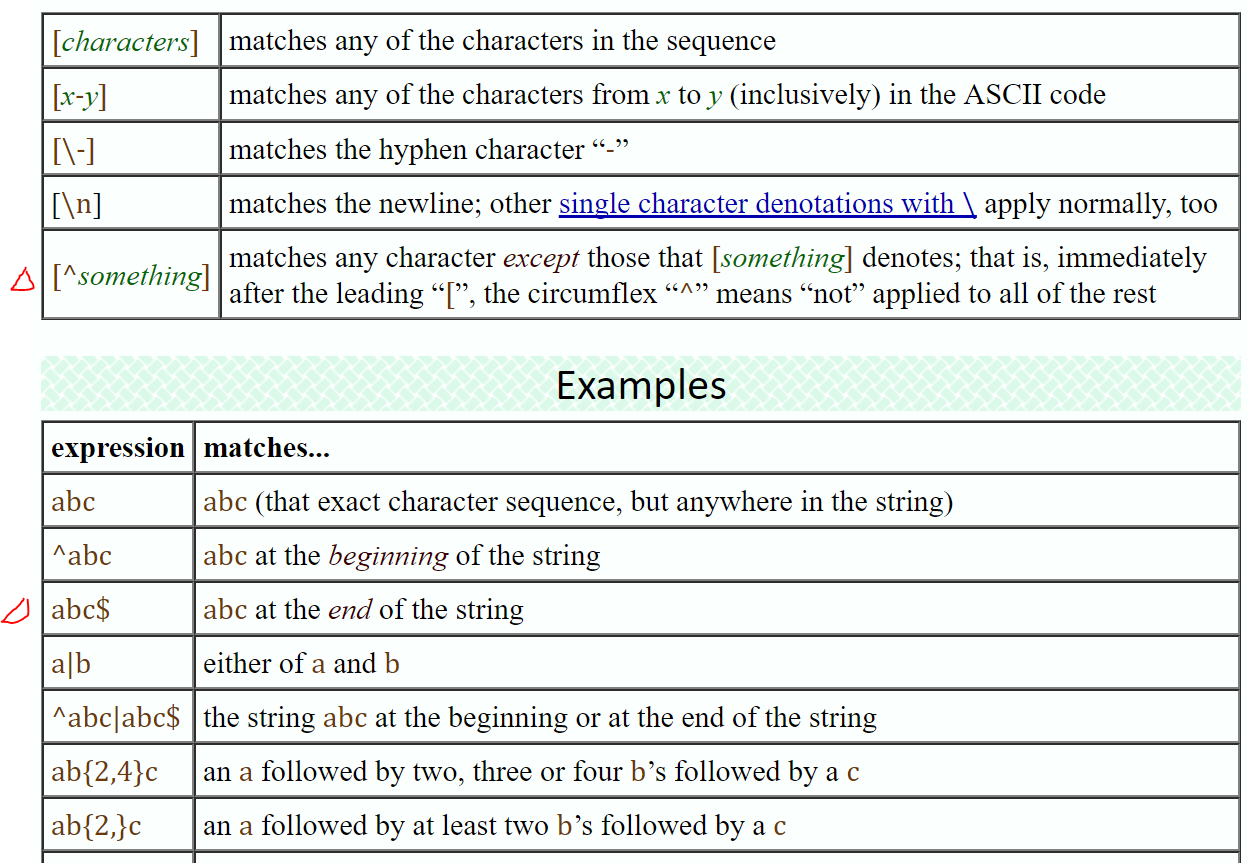 [characters] matches any of the characters in the sequence
[x-y] matches any of the characters from x to y (inclusively) in the ASCII code
[\-] matches the hyphen character “-”
[\n] matches the newline; other single character denotations with \ apply normally, too
[^something] matches any character except those that [something] denotes; that is, immediately
after the leading “[”, the circumflex “^” means “not” applied to all of the rest
Examples
expression matches...
abc abc (that exact character sequence, but anywhere in the string)
^abc abc at the beginning of the string
abc$ abc at the end of the string
a|b either of a and b
^abc|abc$ the string abc at the beginning or at the end of the string
ab{2,4}c an a followed by two, three or four b’s followed by a c
ab{2,}c an a followed by at least two b’s followed by a c